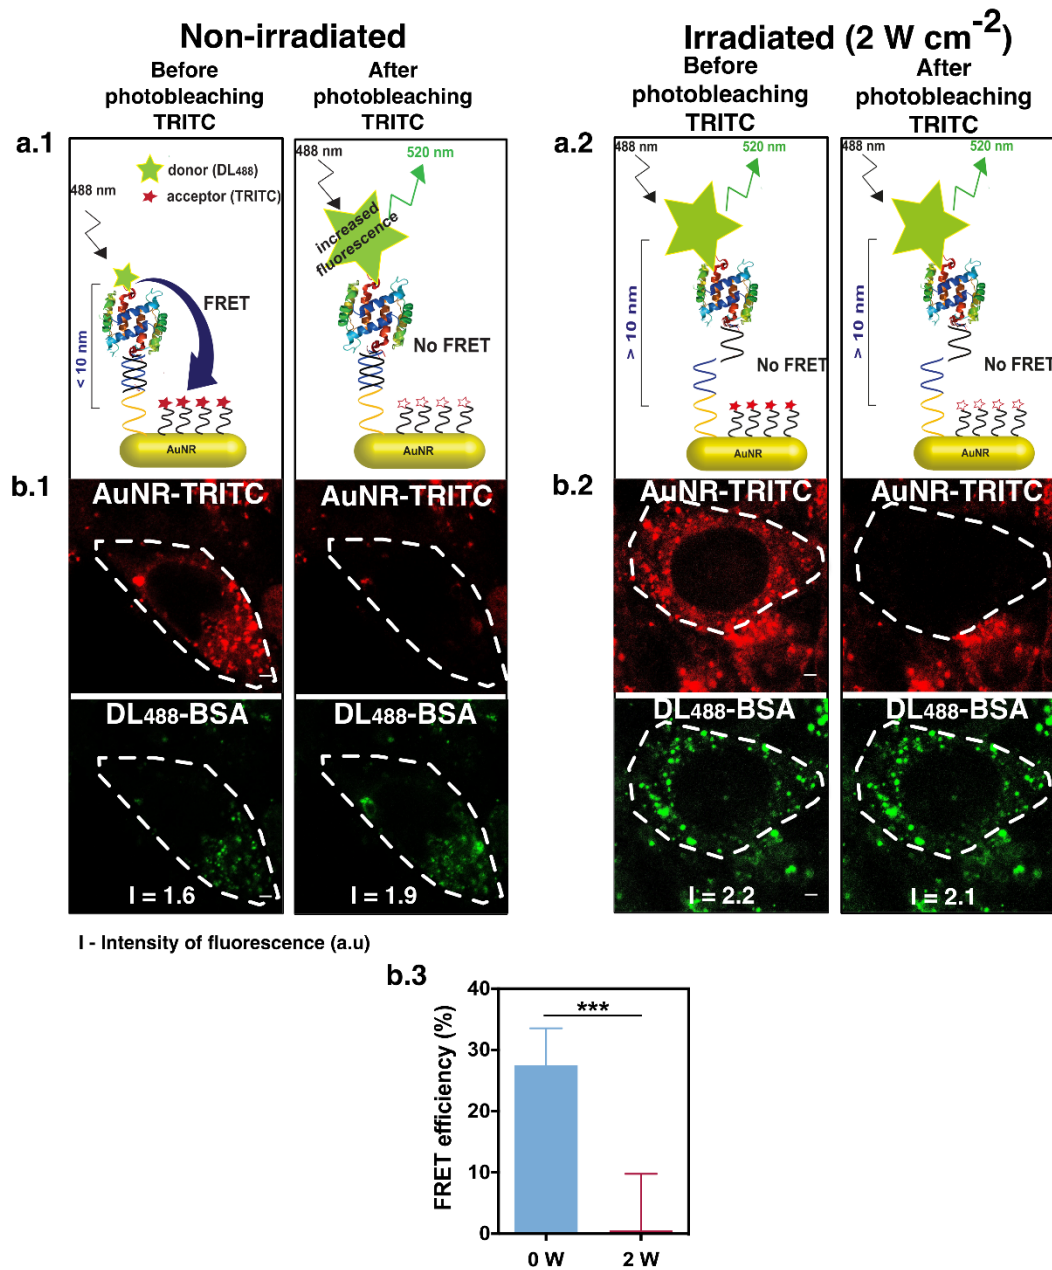 Non-irradiated
Before
photobleaching
TRITC
After
photobleaching
TRITC
Irradiated (2 W cm-2)
Before
photobleaching
TRITC
After
photobleaching
TRITC
a.1
donor (DL488)
acceptor (TRITC)
488 nm
FRET
< 10 nm
AuNR
488 nm
520 nm
increased
fluorescence
No FRET
AuNR
a.2
488 nm
520 nm
> 10 nm
No FRET
AuNR
488 nm
520 nm
> 10 nm
No FRET
AuNR
b.1
AuNR-TRITC
AuNR-TRITC
DL488-BSA
I = 1.6
DL488-BSA
I = 1.9
b.2
AuNR-TRITC
AuNR-TRITC
DL488-BSA
I = 2.2
DL488-BSA
I = 2.1
I - Intensity of fluorescence (a.u)
b.3
FRET efficiency (%)
40
30
20
10
0
***
0 W
2 W